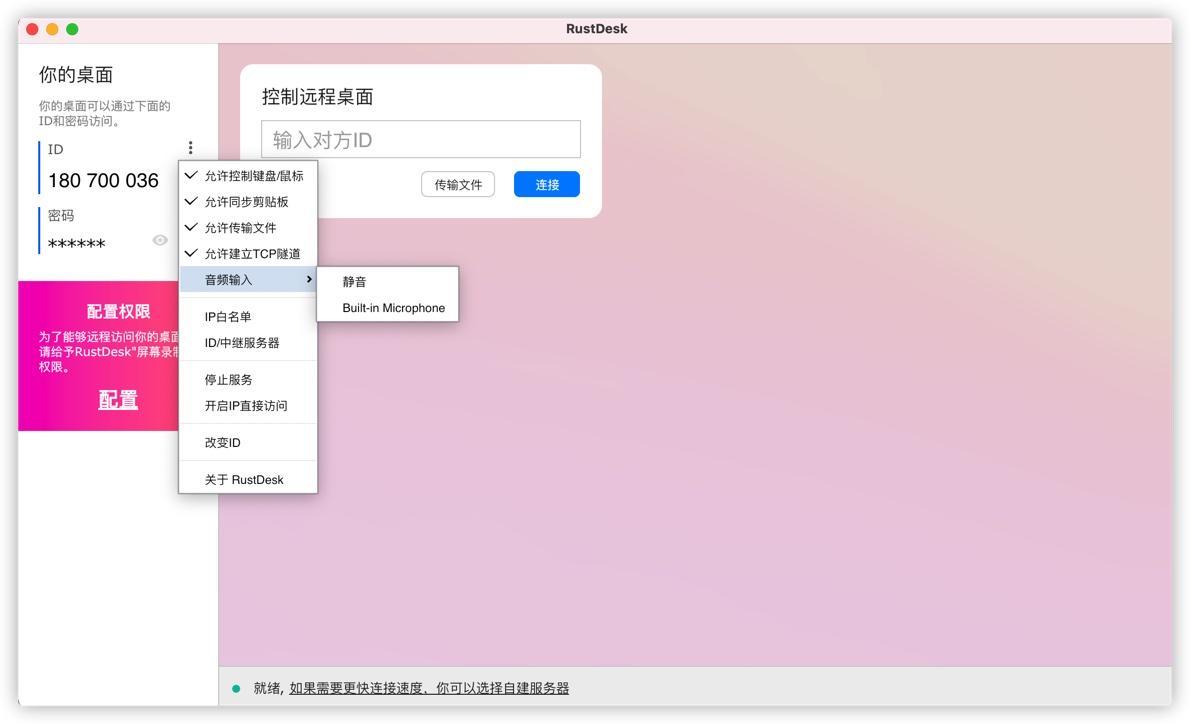 RustDesk
你的桌面
你的桌面可以通过下面的
ID和密码访问。
ID
180 700 036
密码
******
配置权限
为了能够远程访问你的桌面
请给予RustDesk"屏幕录制
权限。
配置
控制远程桌面
输入对方ID
传输文件
连接
允许控制键盘/鼠标
允许同步剪贴板
允许传输文件
允许建立TCP隧道
音频输入
静音
Built-in Microphone
IP白名单
ID/中继服务器
停止服务
开启IP直接访问
改变ID
关于 RustDesk
就绪, 如果需要更快连接速度，你可以选择自建服务器